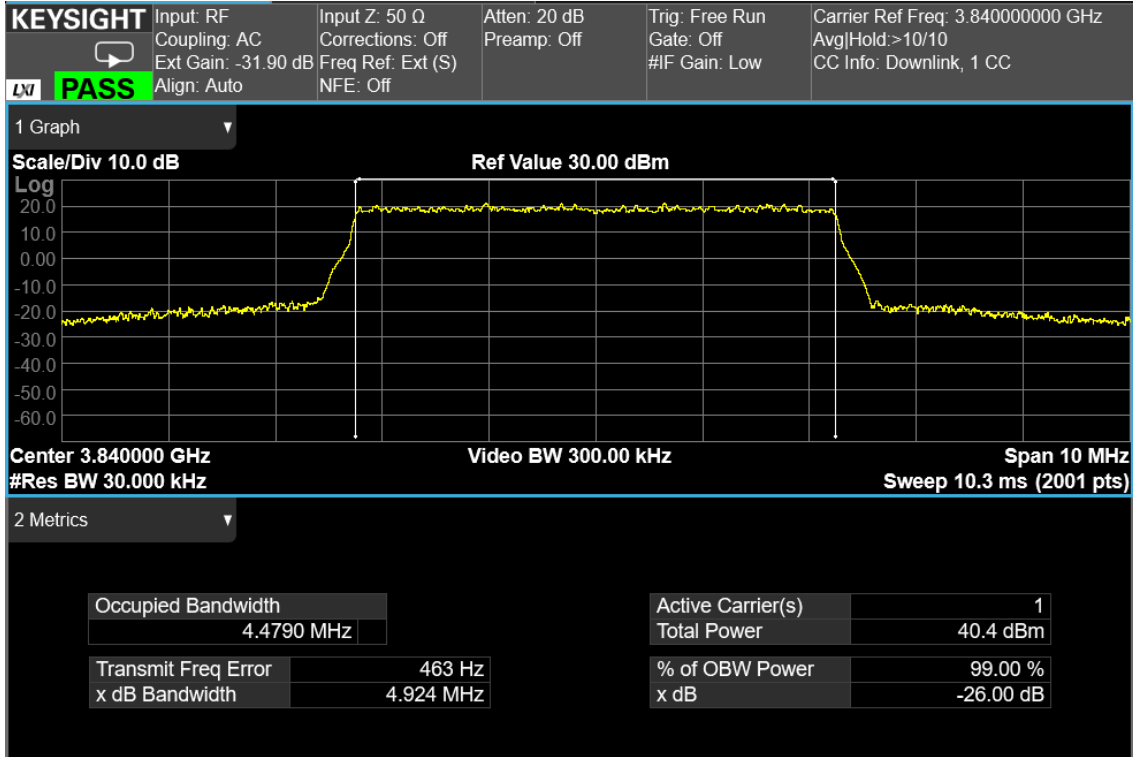 KEYSIGHT Input: RF Input Z: 50 Ω Atten: 20 dB Trig: Free Run Carrier Ref Freq: 3.840000000 GHz
Coupling: AC Corrections: Off Preamp: Off Gate: Off Avg|Hold:>10/10
Ext Gain: -31.90 dB Freq Ref: Ext (S) #IF Gain: Low CC Info: Downlink, 1 CC
LXI PASS Align: Auto NFE: Off
1 Graph
Scale/Div 10.0 dB Ref Value 30.00 dBm
Log
20.0
10.0
0.00
-10.0
-20.0
-30.0
-40.0
-50.0
-60.0
Center 3.840000 GHz Video BW 300.00 kHz Span 10 MHz
#Res BW 30.000 kHz Sweep 10.3 ms (2001 pts)
2 Metrics
Occupied Bandwidth Active Carrier(s) 1
4.4790 MHz Total Power 40.4 dBm
Transmit Freq Error 463 Hz % of OBW Power 99.00 %
x dB Bandwidth 4.924 MHz x dB -26.00 dB